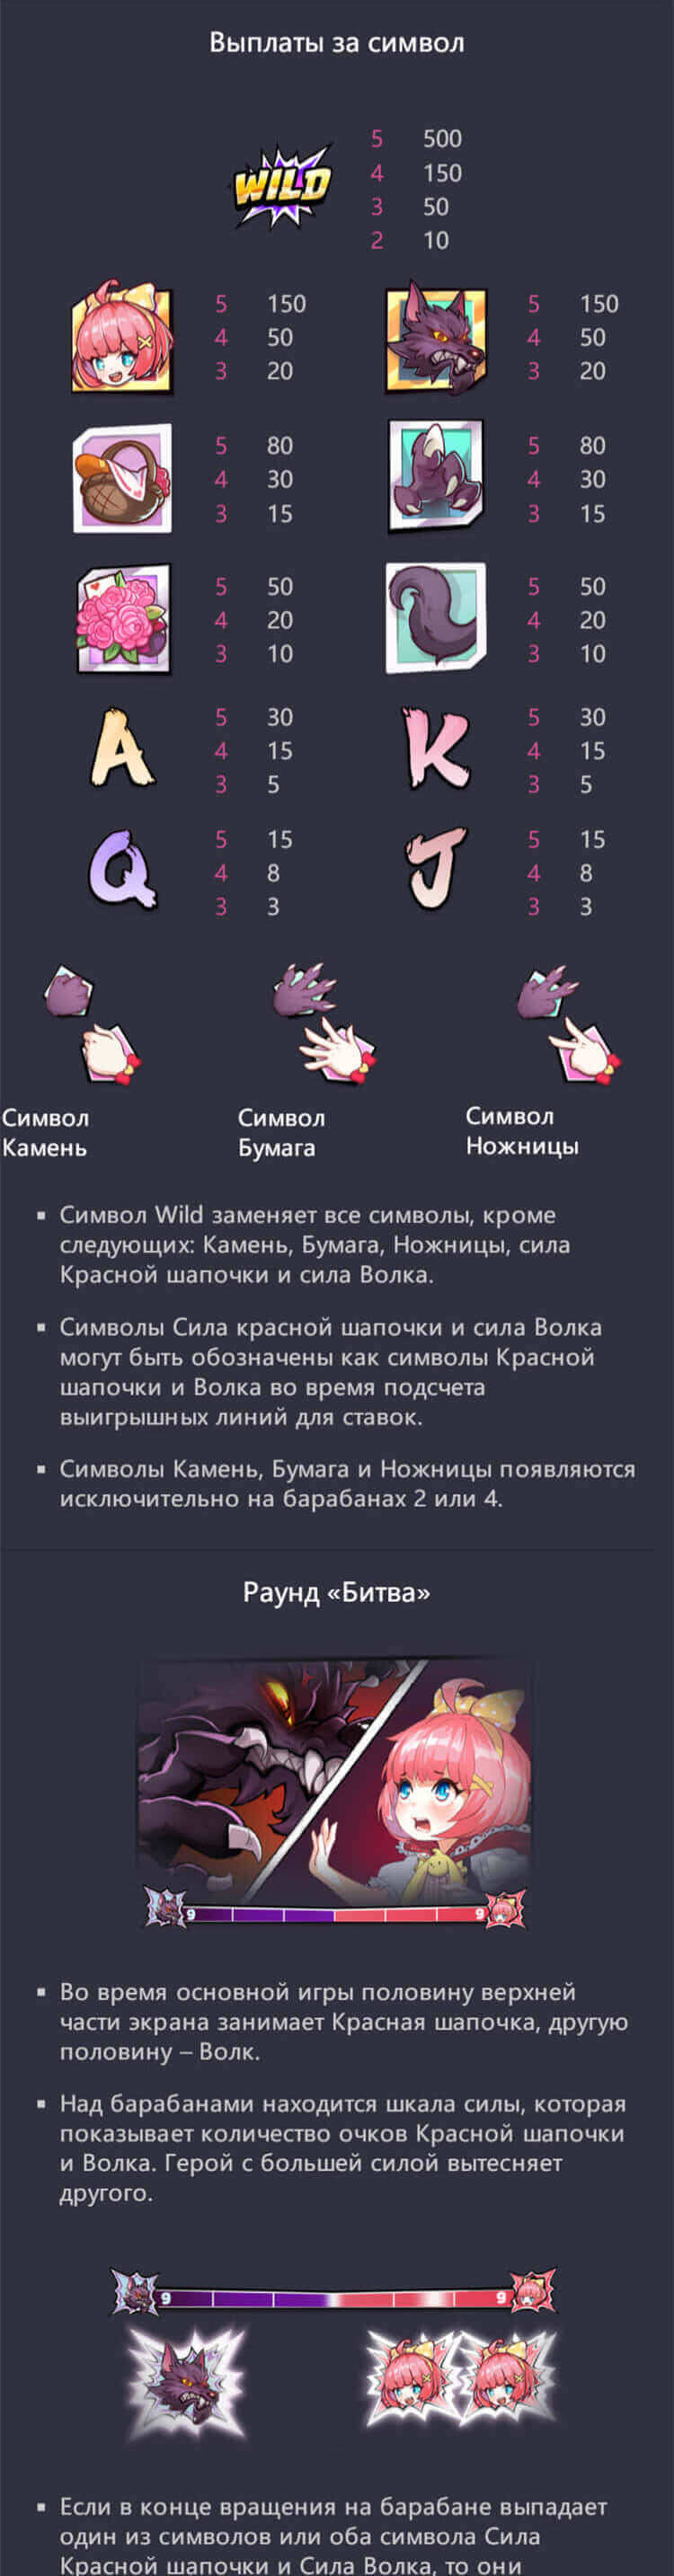 Выплаты за символ
WILD
5 500
4 150
3 50
2 10
5 150 5 150
4 50 4 50
3 20 3 20
5 80 5 80
4 30 4 30
3 15 3 15
5 50 5 50
4 20 4 20
3 10 3 10
A K
5 30 5 30
4 15 4 15
3 5 3 5
Q J
5 15 5 15
4 8 4 8
3 3 3 3
Символ Символ Символ
Камень Бумага Ножницы
▪ Символ Wild заменяет все символы, кроме
следующих: Камень, Бумага, Ножницы, сила
Красной шапочки и сила Волка.
▪ Символы Сила красной шапочки и сила Волка
могут быть обозначены как символы Красной
шапочки и Волка во время подсчета
выигрышных линий для ставок.
▪ Символы Камень, Бумага и Ножницы появляются
исключительно на барабанах 2 или 4.
Раунд «Битва»
9 9
▪ Во время основной игры половину верхней
части экрана занимает Красная шапочка, другую
половину – Волк.
▪ Над барабанами находится шкала силы, которая
показывает количество очков Красной шапочки
и Волка. Герой с большей силой вытесняет
другого.
9 9
▪ Если в конце вращения на барабане выпадает
один из символов или оба символа Сила
Красной шапочки и Сила Волка, то они